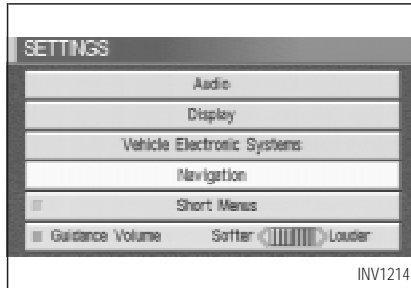 SETTINGS
Audio
Display
Vehicle Electronic Systems
Navigation
Short Menus
Guidance Volume Softer Louder
INV1214